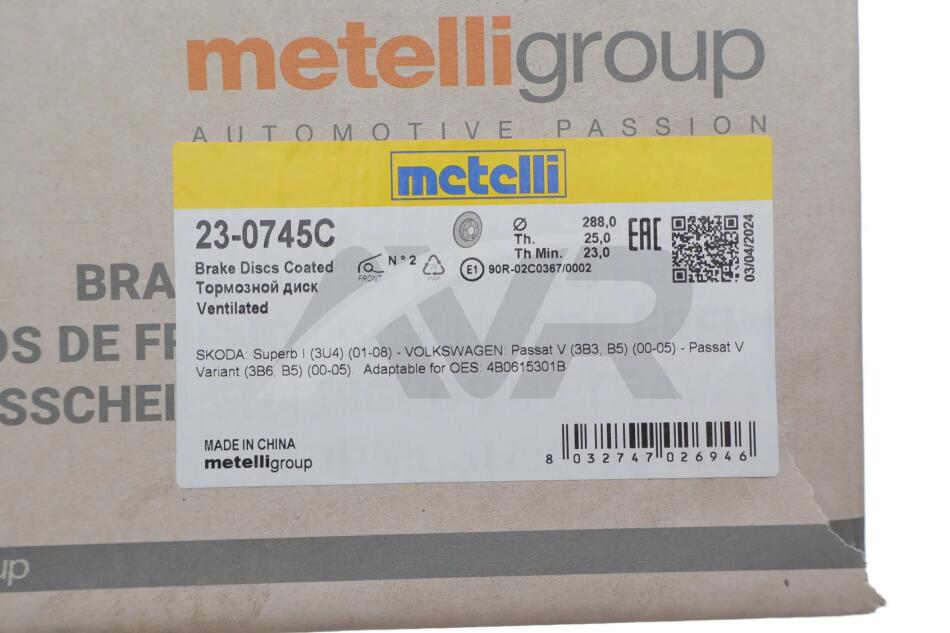 metelligroup
AUTOMOTIVE PASSION
metelli
23-0745C
Brake Discs Coated
Тормозной диск
Ventilated
FRONT
N°2
PAP
Ø 288,0
Th. 25,0
Th Min. 23,0
E1 90R-02C0367/0002
EAC
03/04/2024
AVR
SKODA: Superb I (3U4) (01-08) - VOLKSWAGEN: Passat V (3B3, B5) (00-05) - Passat V
Variant (3B6, B5) (00-05). Adaptable for OES: 4B0615301B
MADE IN CHINA
metelligroup
8 032747 026946
BRA
OS DE FR
SSCHEI
up